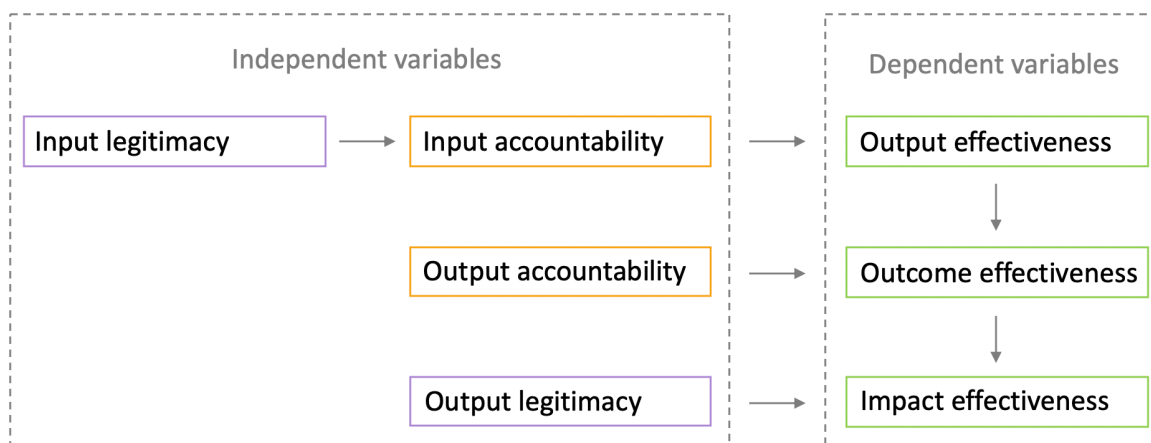 Independent variables
Dependent variables
Input legitimacy
Input accountability
Output effectiveness
Output accountability
Outcome effectiveness
Output legitimacy
Impact effectiveness